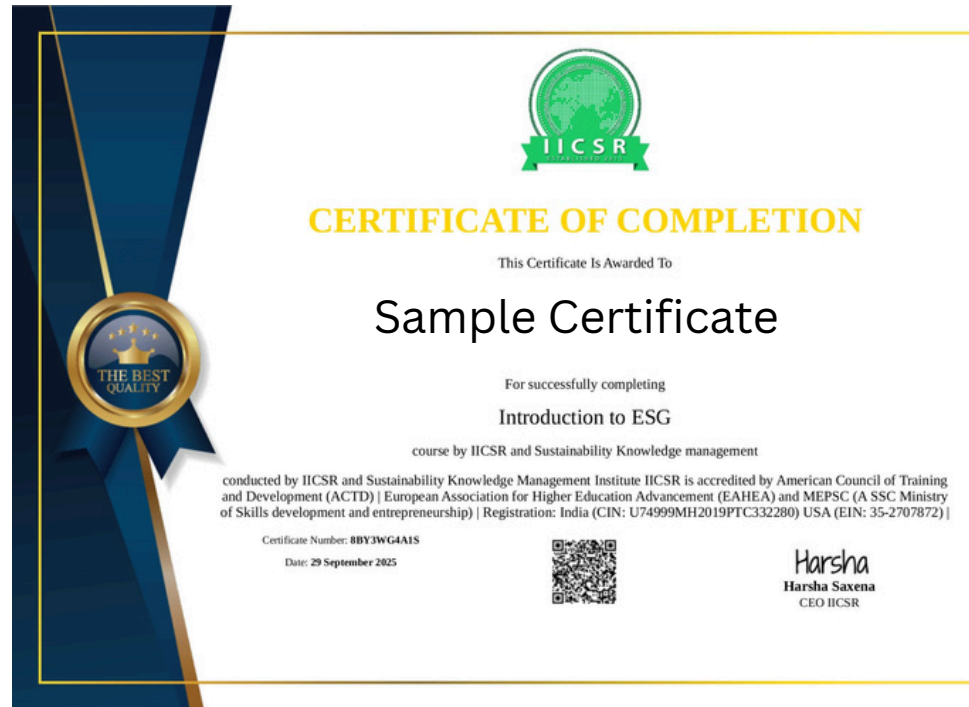 IICSR
CERTIFICATE OF COMPLETION
This Certificate Is Awarded To
Sample Certificate
THE BEST
QUALITY
For successfully completing
Introduction to ESG
course by IICSR and Sustainability Knowledge management
conducted by IICSR and Sustainability Knowledge Management Institute IICSR is accredited by American Council of Training
and Development (ACTD) | European Association for Higher Education Advancement (EAHEA) and MEPSC (A SSC Ministry
of Skills development and entrepreneurship) | Registration: India (CIN: U74999MH2019PTC332280) USA (EIN: 35-2707872) |
Certificate Number: 8BY3WG4A1S
Date: 29 September 2025
Harsha
Harsha Saxena
CEO IICSR